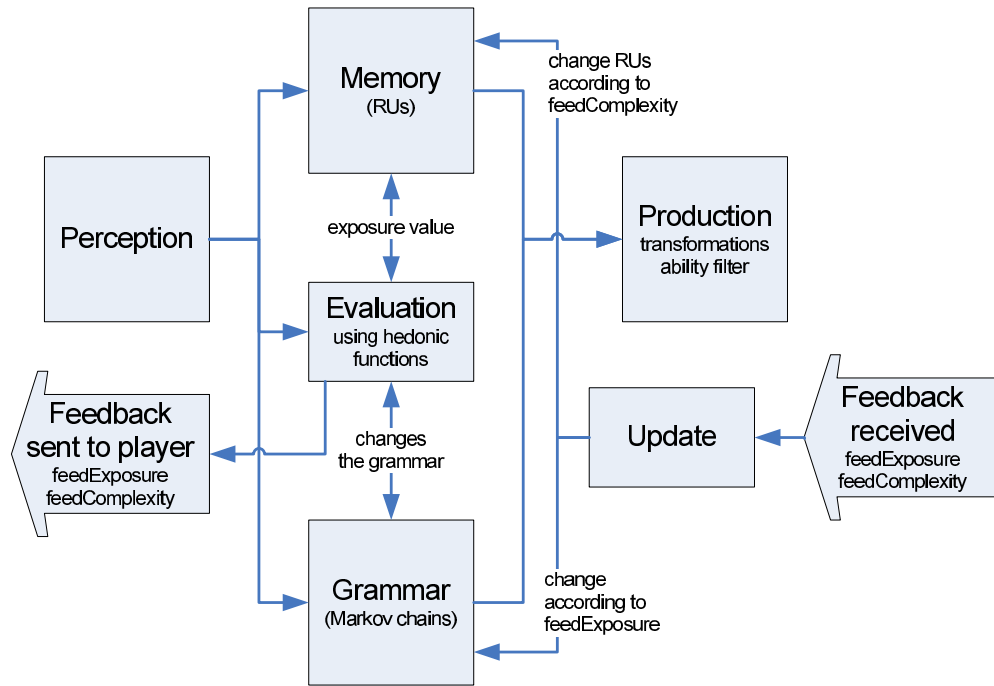 Memory
(RUs)
change RUs
according to
feedComplexity
Perception
exposure value
Production
transformations
ability filter
Evaluation
using hedonic
functions
Feedback
sent to player
feedExposure
feedComplexity
changes
the grammar
Update
Feedback
received
feedExposure
feedComplexity
Grammar
(Markov chains)
change
according to
feedExposure